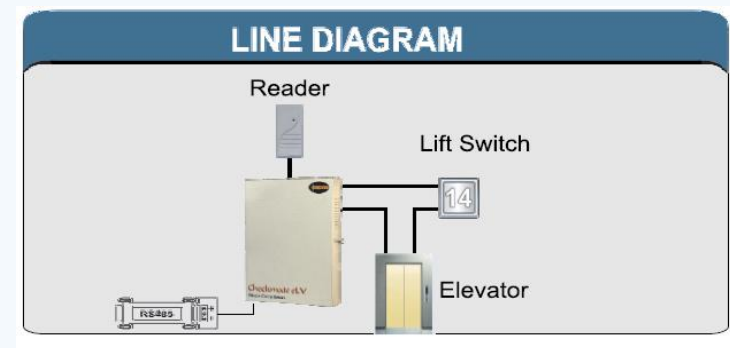 LINE DIAGRAM
Reader
Lift Switch
14
Elevator
RS485